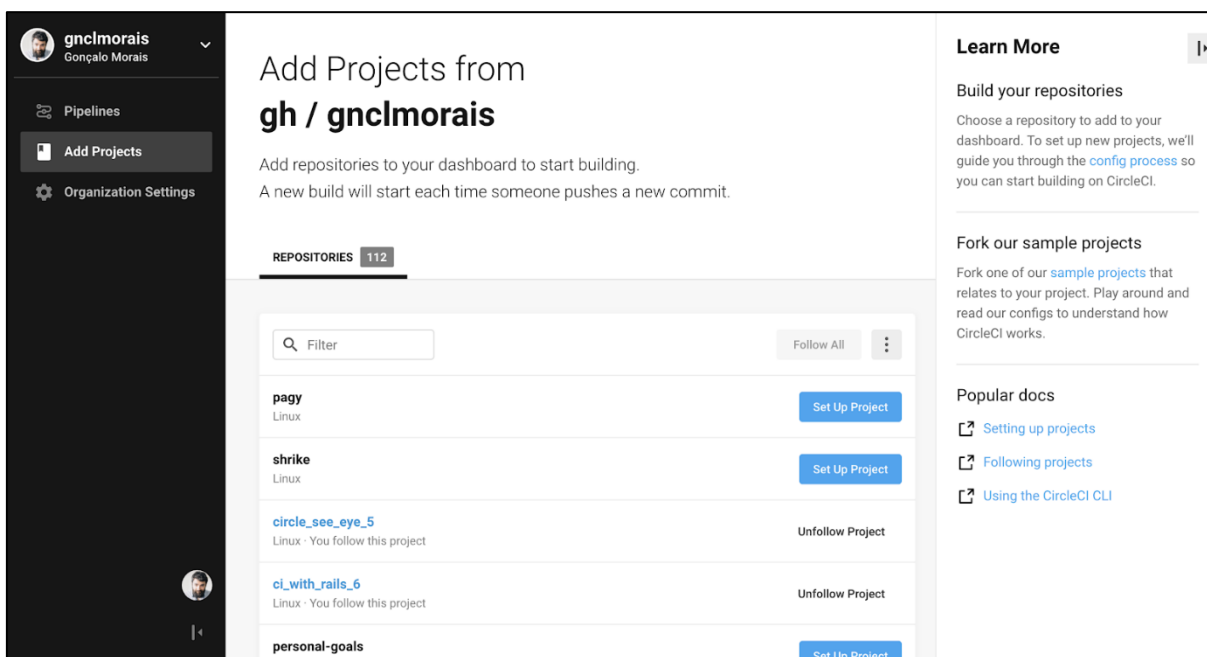 gnclmorais
Gonçalo Morais
Pipelines
Add Projects
Organization Settings
Add Projects from
gh / gnclmorais
Add repositories to your dashboard to start building.
A new build will start each time someone pushes a new commit.
REPOSITORIES 112
Filter
Follow All
pagy
Linux
Set Up Project
shrike
Linux
Set Up Project
circle_see_eye_5
Linux · You follow this project
Unfollow Project
ci_with_rails_6
Linux · You follow this project
Unfollow Project
personal-goals
Set Up Project
Learn More
Build your repositories
Choose a repository to add to your
dashboard. To set up new projects, we'll
guide you through the config process so
you can start building on CircleCI.
Fork our sample projects
Fork one of our sample projects that
relates to your project. Play around and
read our configs to understand how
CircleCI works.
Popular docs
Setting up projects
Following projects
Using the CircleCI CLI